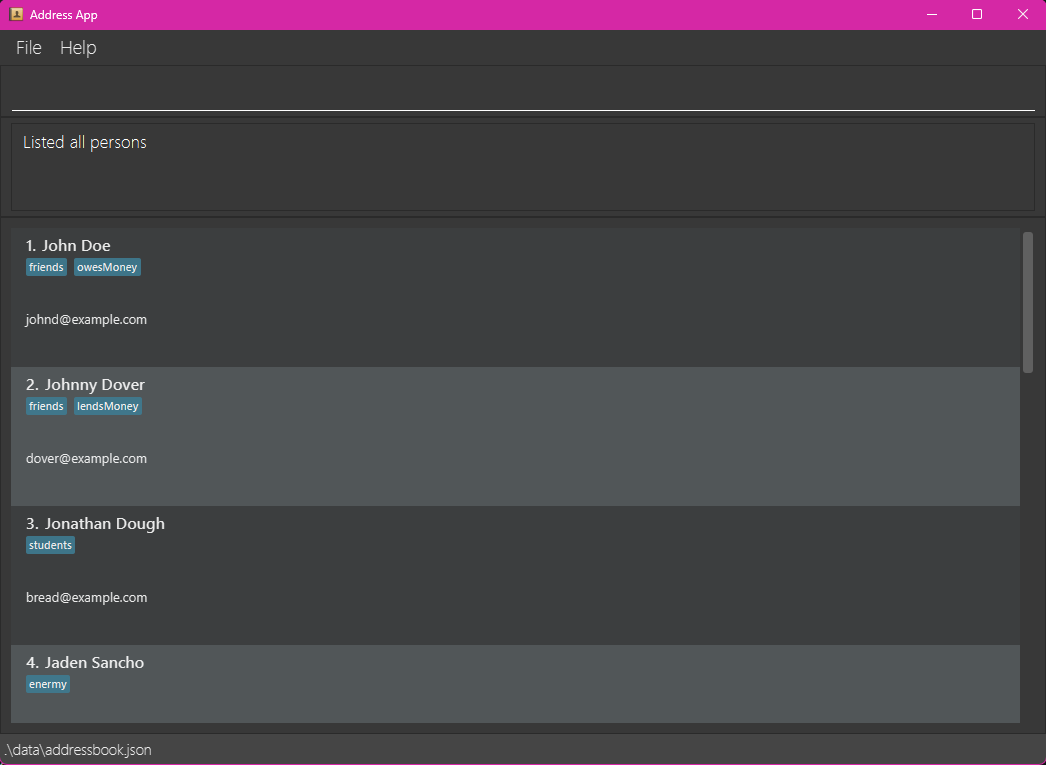 Address App
File Help
Listed all persons
1. John Doe
friends owesMoney
johnd@example.com
2. Johnny Dover
friends lendsMoney
dover@example.com
3. Jonathan Dough
students
bread@example.com
4. Jaden Sancho
enermy
.\data\addressbook.json